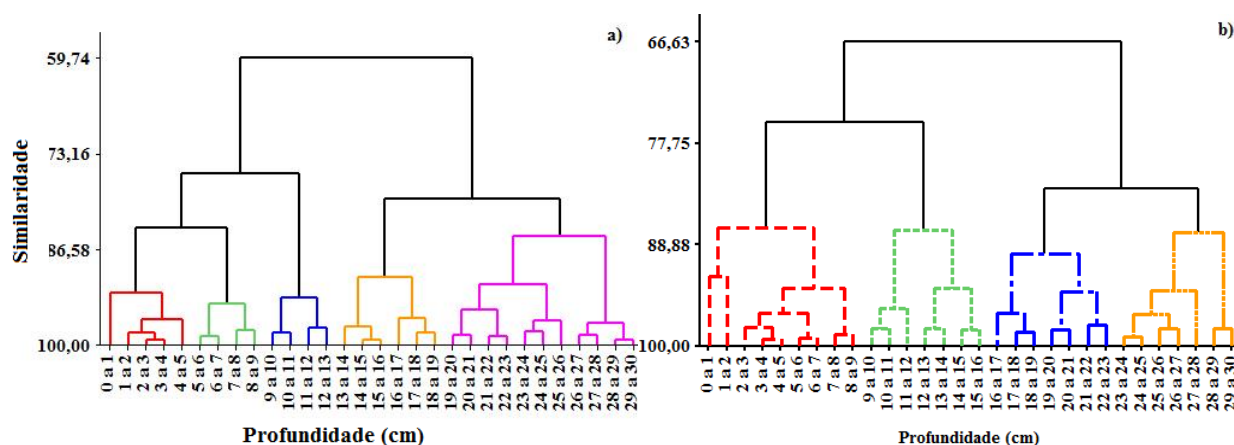 a)
Similaridade
59,74
73,16
86,58
100,00
0 a 1
1 a 2
2 a 3
3 a 4
4 a 5
5 a 6
6 a 7
7 a 8
8 a 9
9 a 10
10 a 11
11 a 12
12 a 13
13 a 14
14 a 15
15 a 16
16 a 17
17 a 18
18 a 19
19 a 20
20 a 21
21 a 22
22 a 23
23 a 24
24 a 25
25 a 26
26 a 27
27 a 28
28 a 29
29 a 30
Profundidade (cm)
b)
66,63
77,75
88,88
100,00
0 a 1
1 a 2
2 a 3
3 a 4
4 a 5
5 a 6
6 a 7
7 a 8
8 a 9
9 a 10
10 a 11
11 a 12
12 a 13
13 a 14
14 a 15
15 a 16
16 a 17
17 a 18
18 a 19
19 a 20
20 a 21
21 a 22
22 a 23
23 a 24
24 a 25
25 a 26
26 a 27
27 a 28
28 a 29
29 a 30
Profundidade (cm)